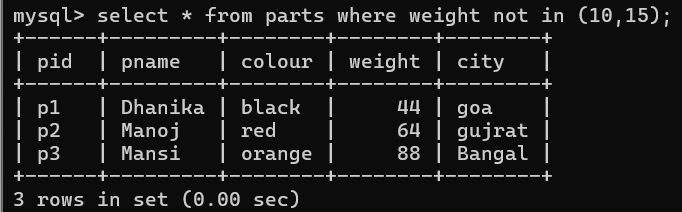 mysql> select * from parts where weight not in (10,15);
+------+---------+--------+--------+---------+
| pid  | pname   | colour | weight | city    |
+------+---------+--------+--------+---------+
| p1   | Dhanika | black  |     44 | goa     |
| p2   | Manoj   | red    |     64 | gujrat  |
| p3   | Mansi   | orange |     88 | Bangal  |
+------+---------+--------+--------+---------+
3 rows in set (0.00 sec)